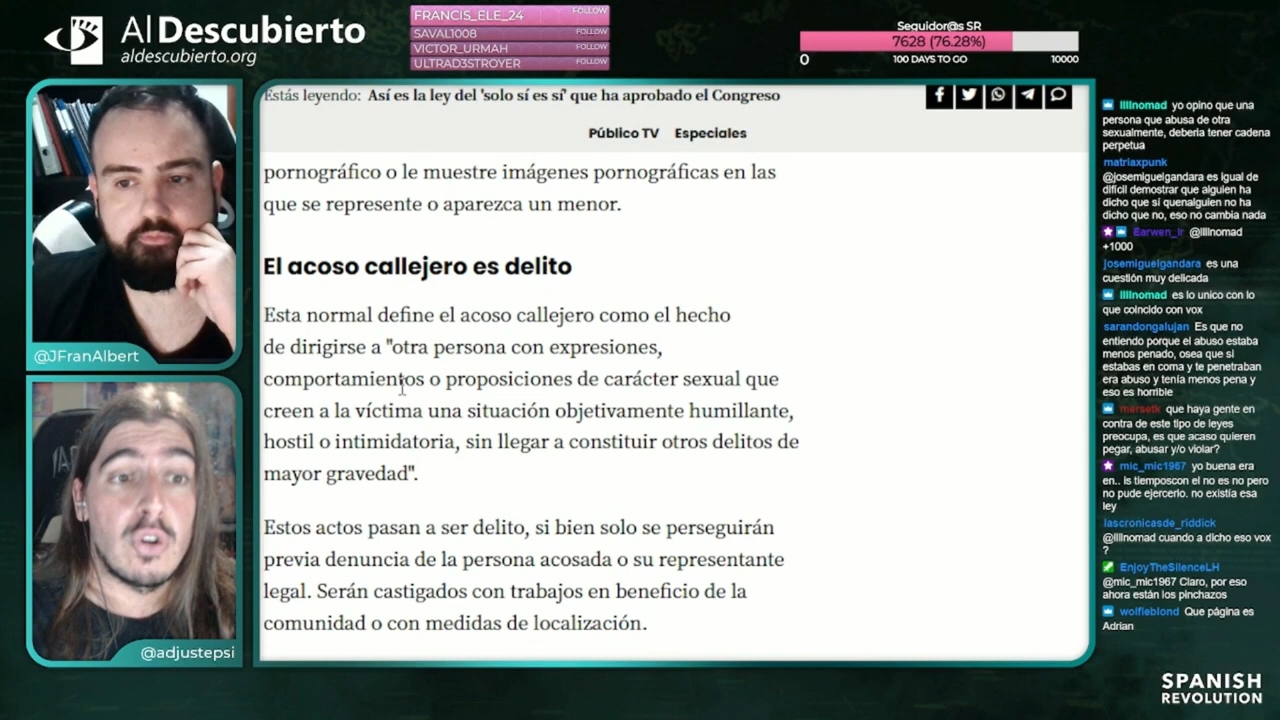 Al Descubierto
aldescubierto.org
FRANCIS_ELE_24 FOLLOW
SAVAL1008 FOLLOW
VICTOR_URMAH FOLLOW
ULTRAD3STROYER FOLLOW
Seguidor@s SR
7628 (76.28%)
0 100 DAYS TO GO 10000
@JFranAlbert
@adjustepsi
Estás leyendo: Así es la ley del 'solo sí es sí' que ha aprobado el Congreso
Público TV Especiales
pornográfico o le muestre imágenes pornográficas en las
que se represente o aparezca un menor.
El acoso callejero es delito
Esta normal define el acoso callejero como el hecho
de dirigirse a "otra persona con expresiones,
comportamientos o proposiciones de carácter sexual que
creen a la víctima una situación objetivamente humillante,
hostil o intimidatoria, sin llegar a constituir otros delitos de
mayor gravedad".
Estos actos pasan a ser delito, si bien solo se perseguirán
previa denuncia de la persona acosada o su representante
legal. Serán castigados con trabajos en beneficio de la
comunidad o con medidas de localización.
yo opino que una
persona que abusa de otra
sexualmente, deberia tener cadena
perpetua
matriaxpunk
@josemiguelgandara es igual de
difícil demostrar que alguien ha
dicho que sí quenalguien no ha
dicho que no, eso no cambia nada
Earwen_Ir
+1000
josemiguelgandara es una
cuestión muy delicada
es lo unico con lo
que coincido con vox
sarandongalujan Es que no
entiendo porque el abuso estaba
menos penado, osea que si
estabas en coma y te penetraban
era abuso y tenía menos pena y
eso es horrible
mersetk que haya gente en
contra de este tipo de leyes
preocupa, es que acaso quieren
pegar, abusar y/o violar?
mic_mic1967 yo buena era
en.. is tiemposcon el no es no pero
no pude ejercerlo. no existía esa
ley
lascronicasde_riddick
cuando a dicho eso vox
?
EnjoyTheSilenceLH
@mic_mic1967 Claro, por eso
ahora están los pinchazos
wolfieblond Que página es
Adrian
SPANISH
REVOLUTION